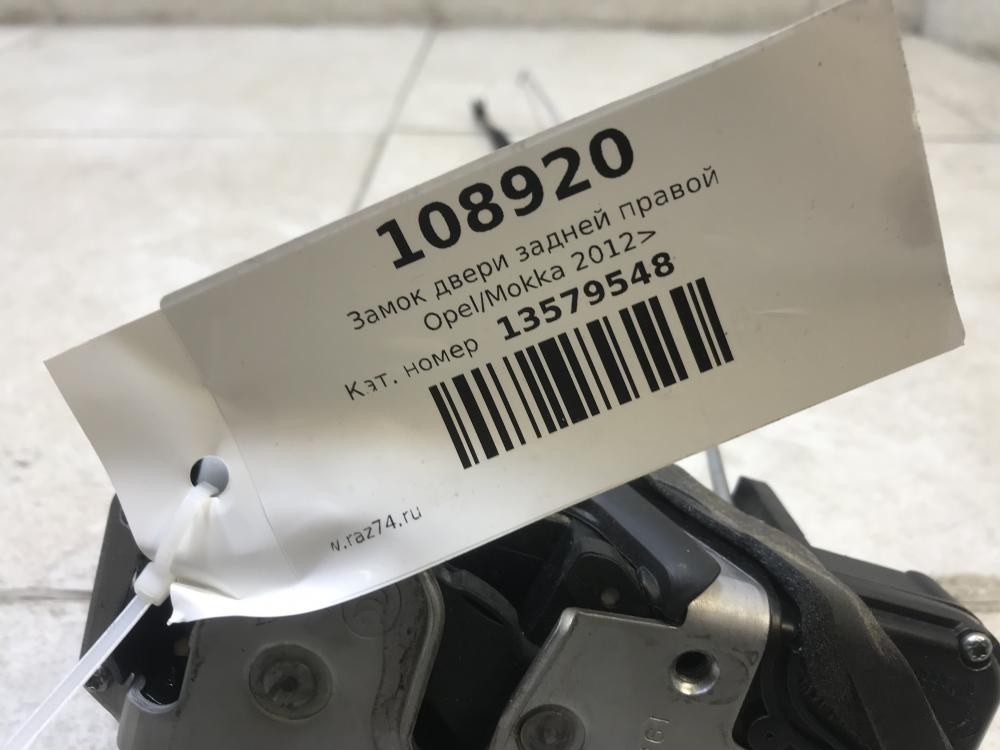 108920
Замок двери задней правой
Opel/Mokka 2012>
Кат. номер 13579548
w.raz74.ru